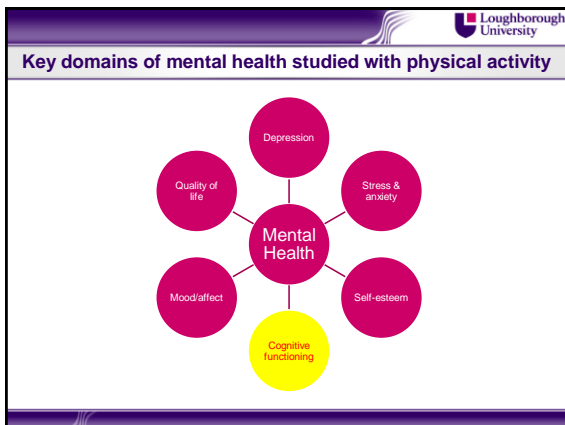 Loughborough
University
Key domains of mental health studied with physical activity
Depression
Quality of
life
Stress &
anxiety
Mental
Health
Mood/affect
Self-esteem
Cognitive
functioning